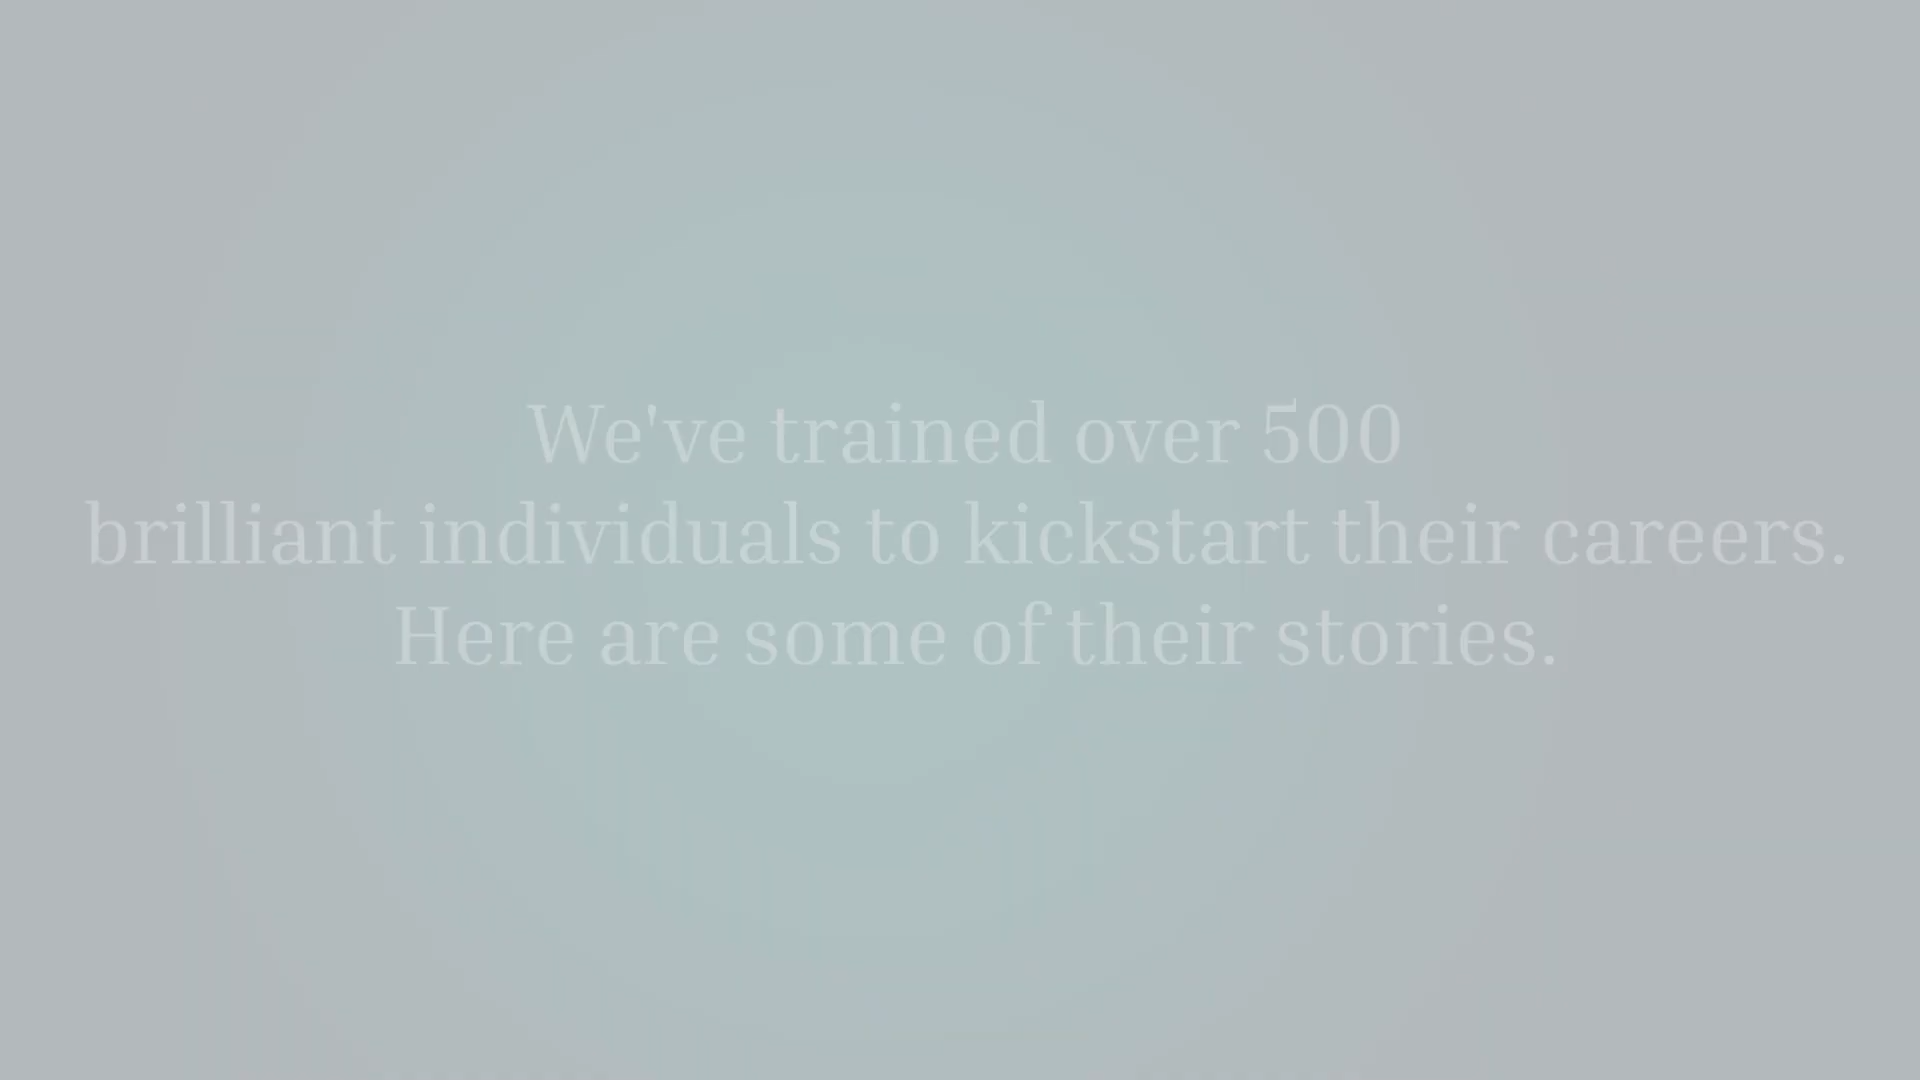 We've trained over 500
brilliant individuals to kickstart their careers.
Here are some of their stories.